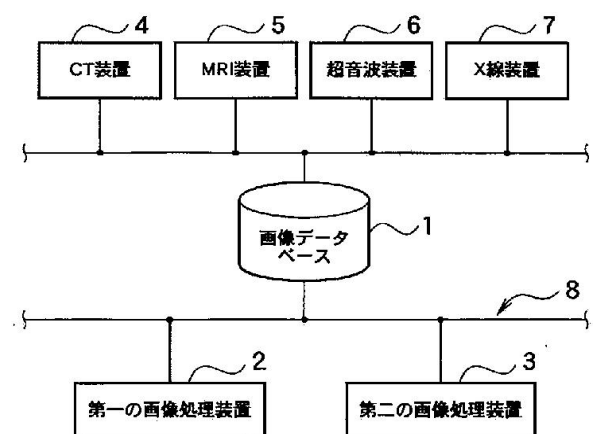 4
5
6
7
CT装置
MRI装置
超音波装置
X線装置
画像データ
ベース
1
8
2
3
第一の画像処理装置
第二の画像処理装置